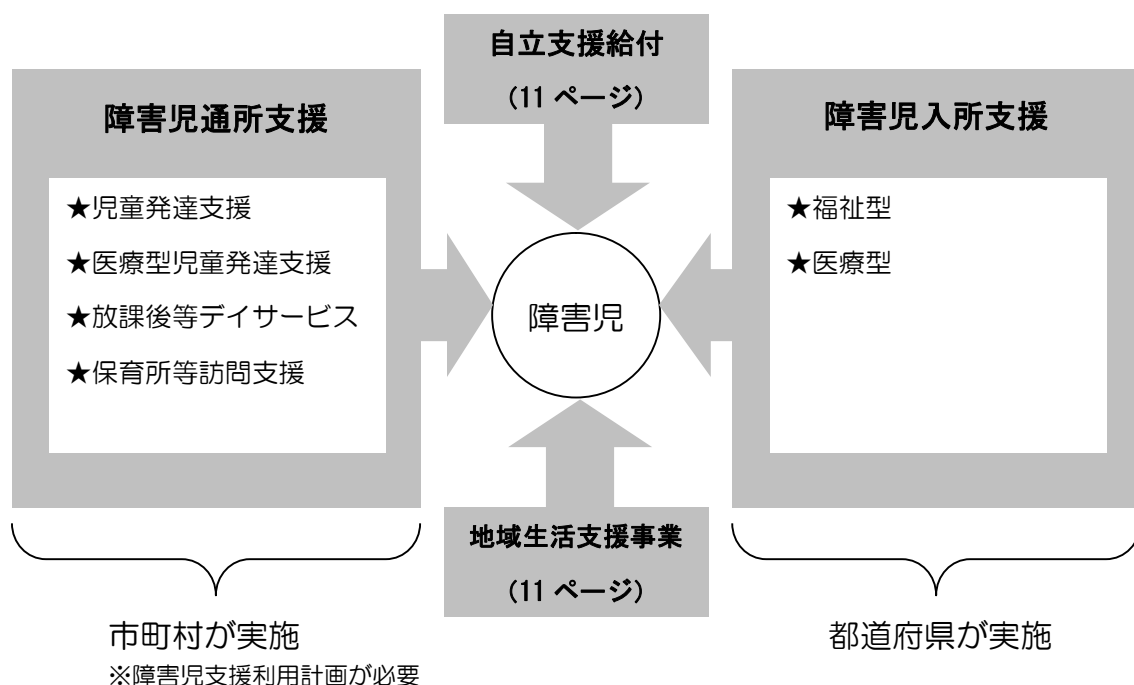 自立支援給付
（11 ページ）
障害児通所支援
★児童発達支援
★医療型児童発達支援
★放課後等デイサービス
★保育所等訪問支援
障害児
障害児入所支援
★福祉型
★医療型
地域生活支援事業
（11 ページ）
市町村が実施
※障害児支援利用計画が必要
都道府県が実施